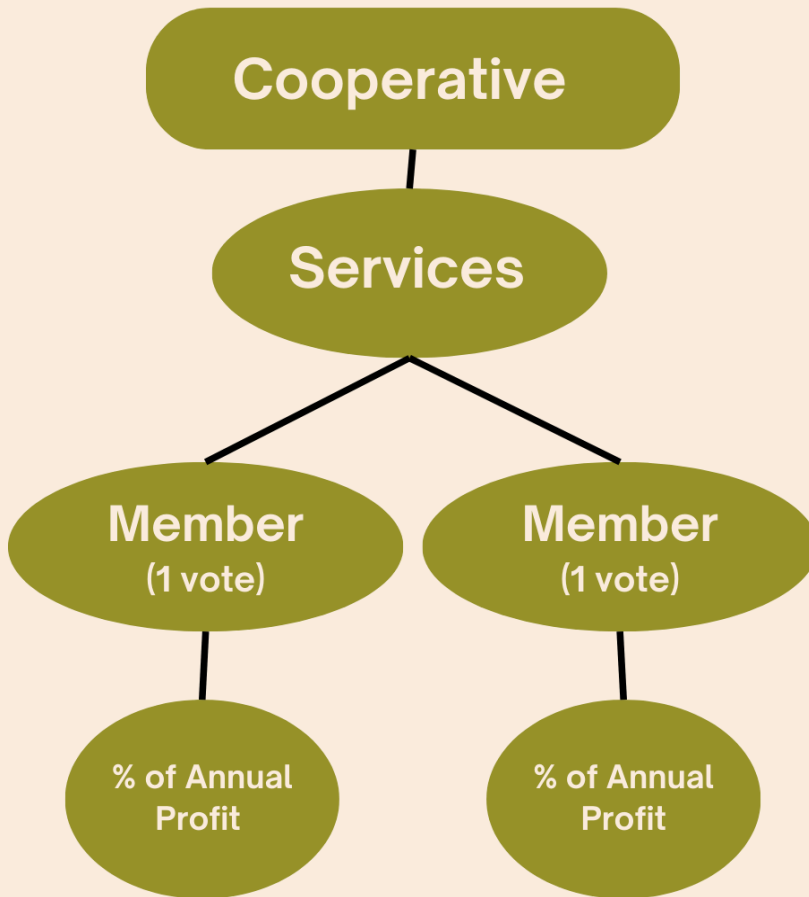 Cooperative
Services
Member
(1 vote)
Member
(1 vote)
% of Annual
Profit
% of Annual
Profit